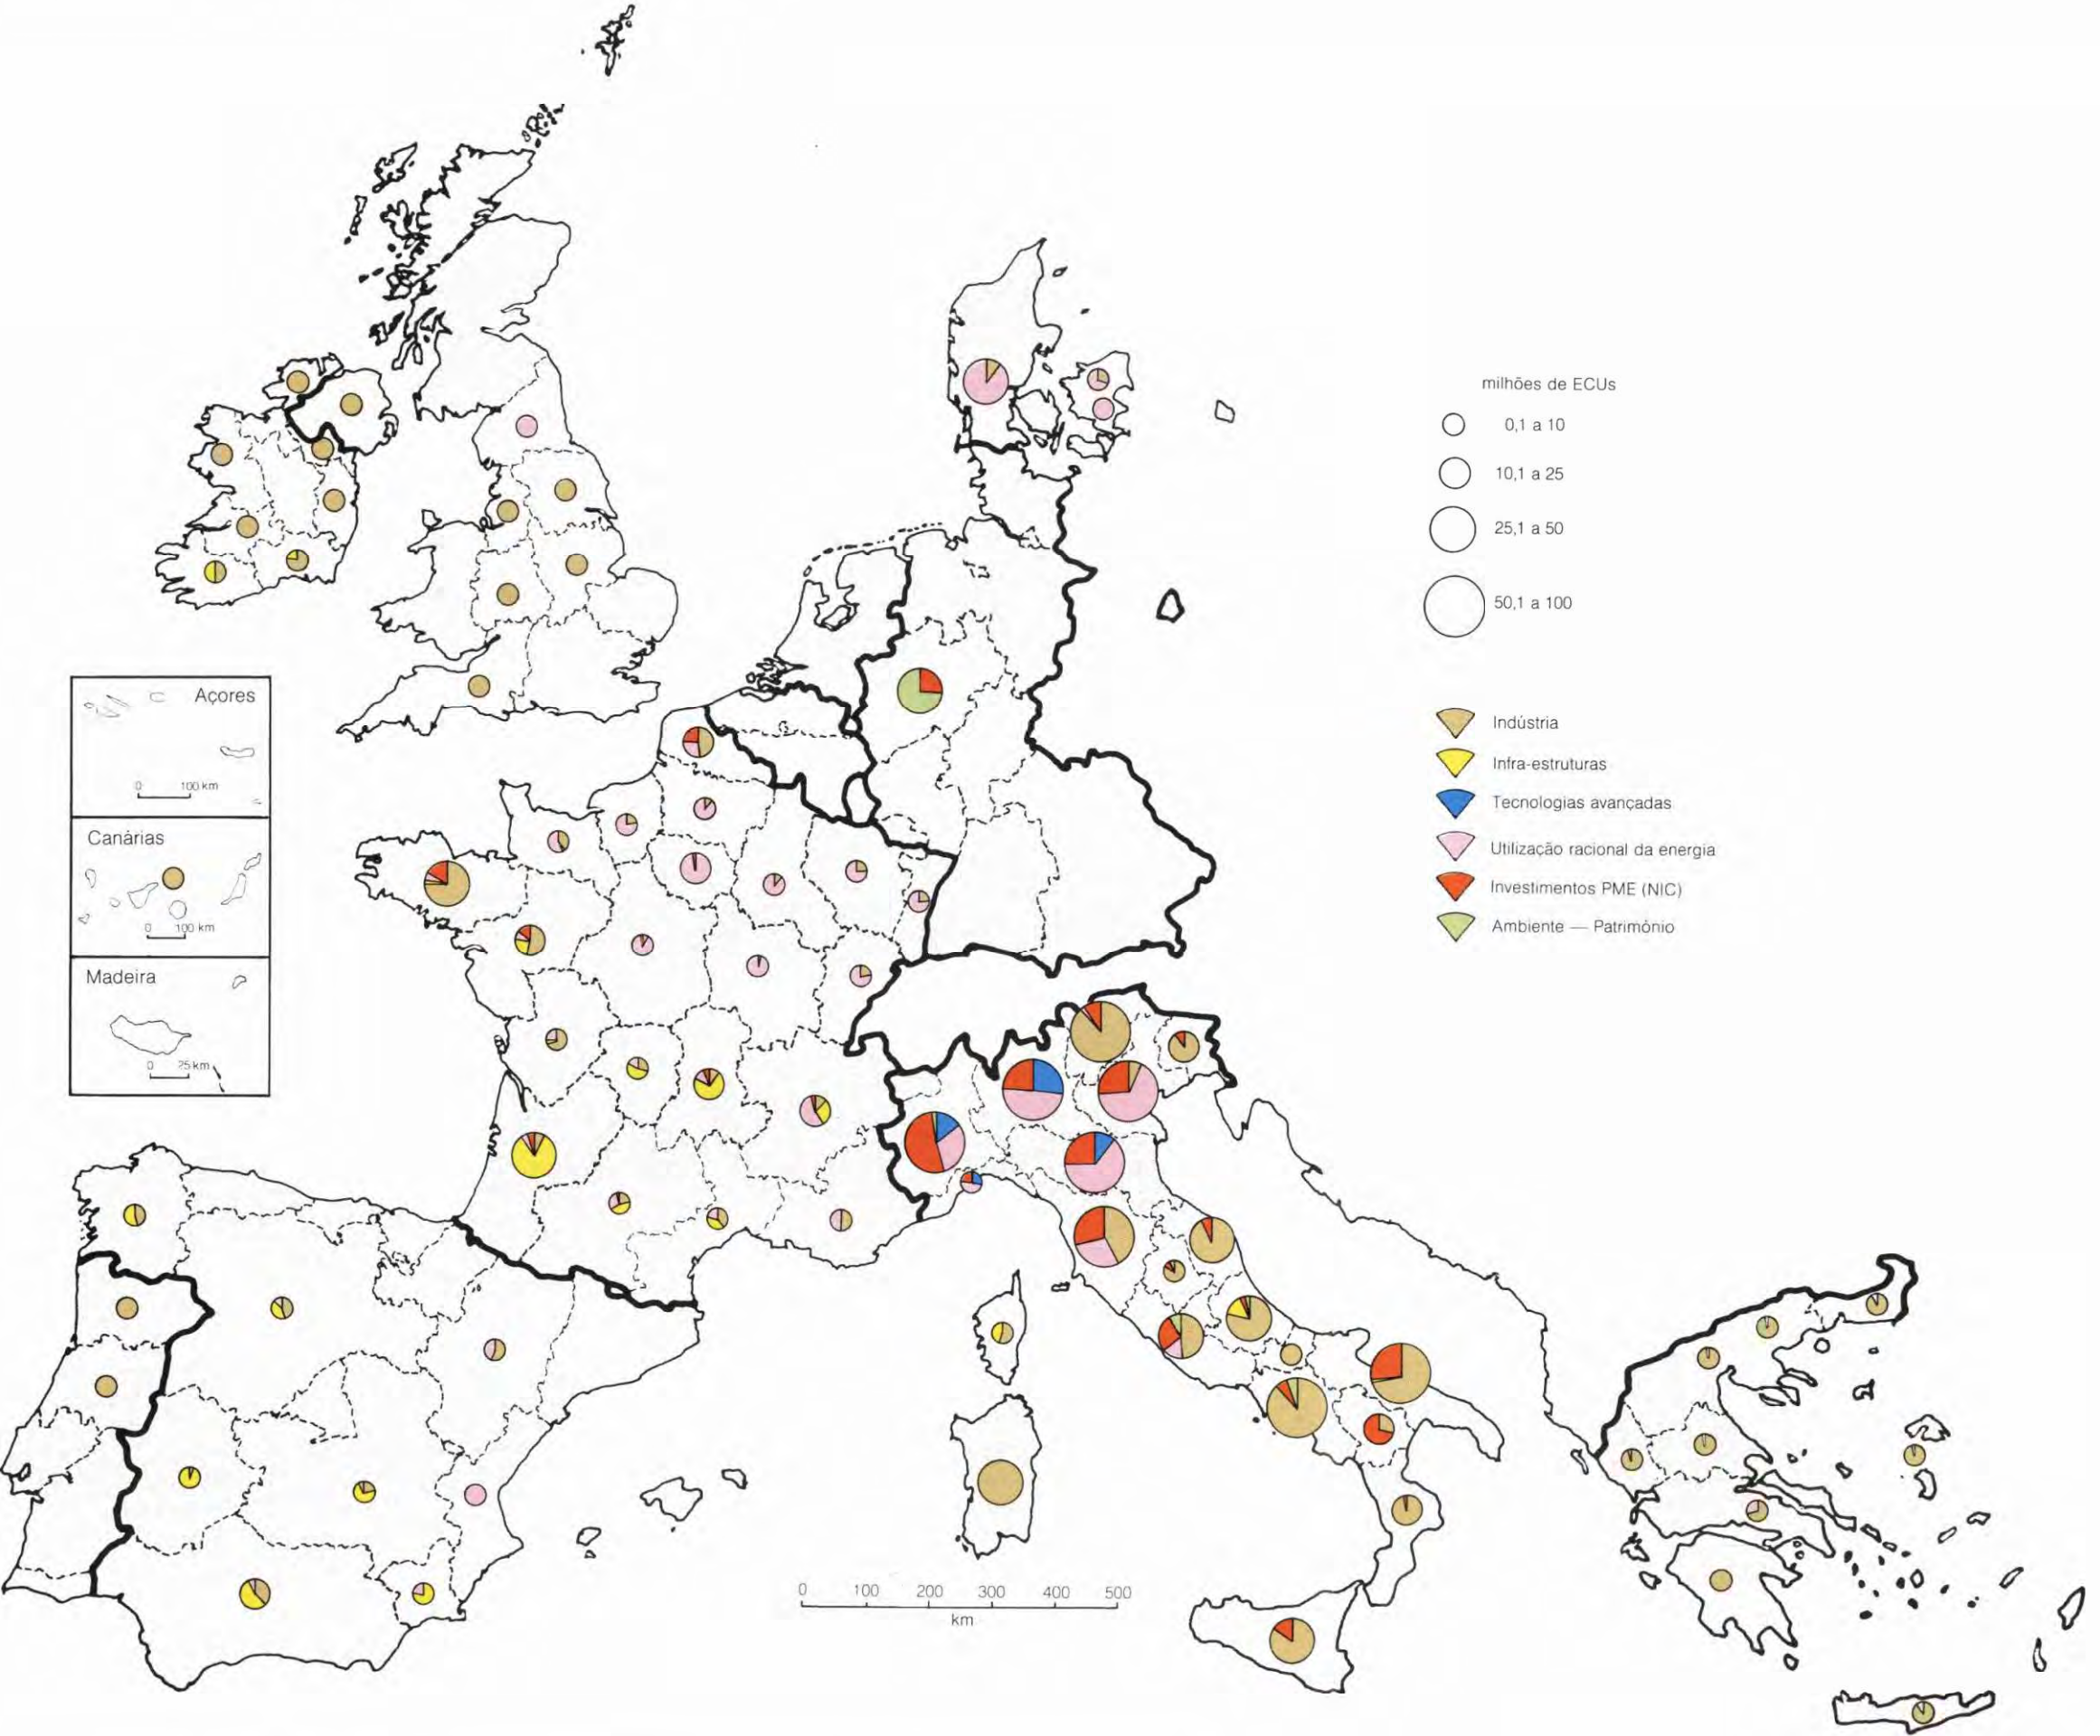 milhões de ECUs
0,1 a 10
10,1 a 25
25,1 a 50
50,1 a 100
Açores
0 100 km
Canárias
0 100 km
Madeira
0 25 km
Indústria
Infra-estruturas
Tecnologias avançadas
Utilização racional da energia
Investimentos PME (NIC)
Ambiente — Património
0 100 200 300 400 500
km